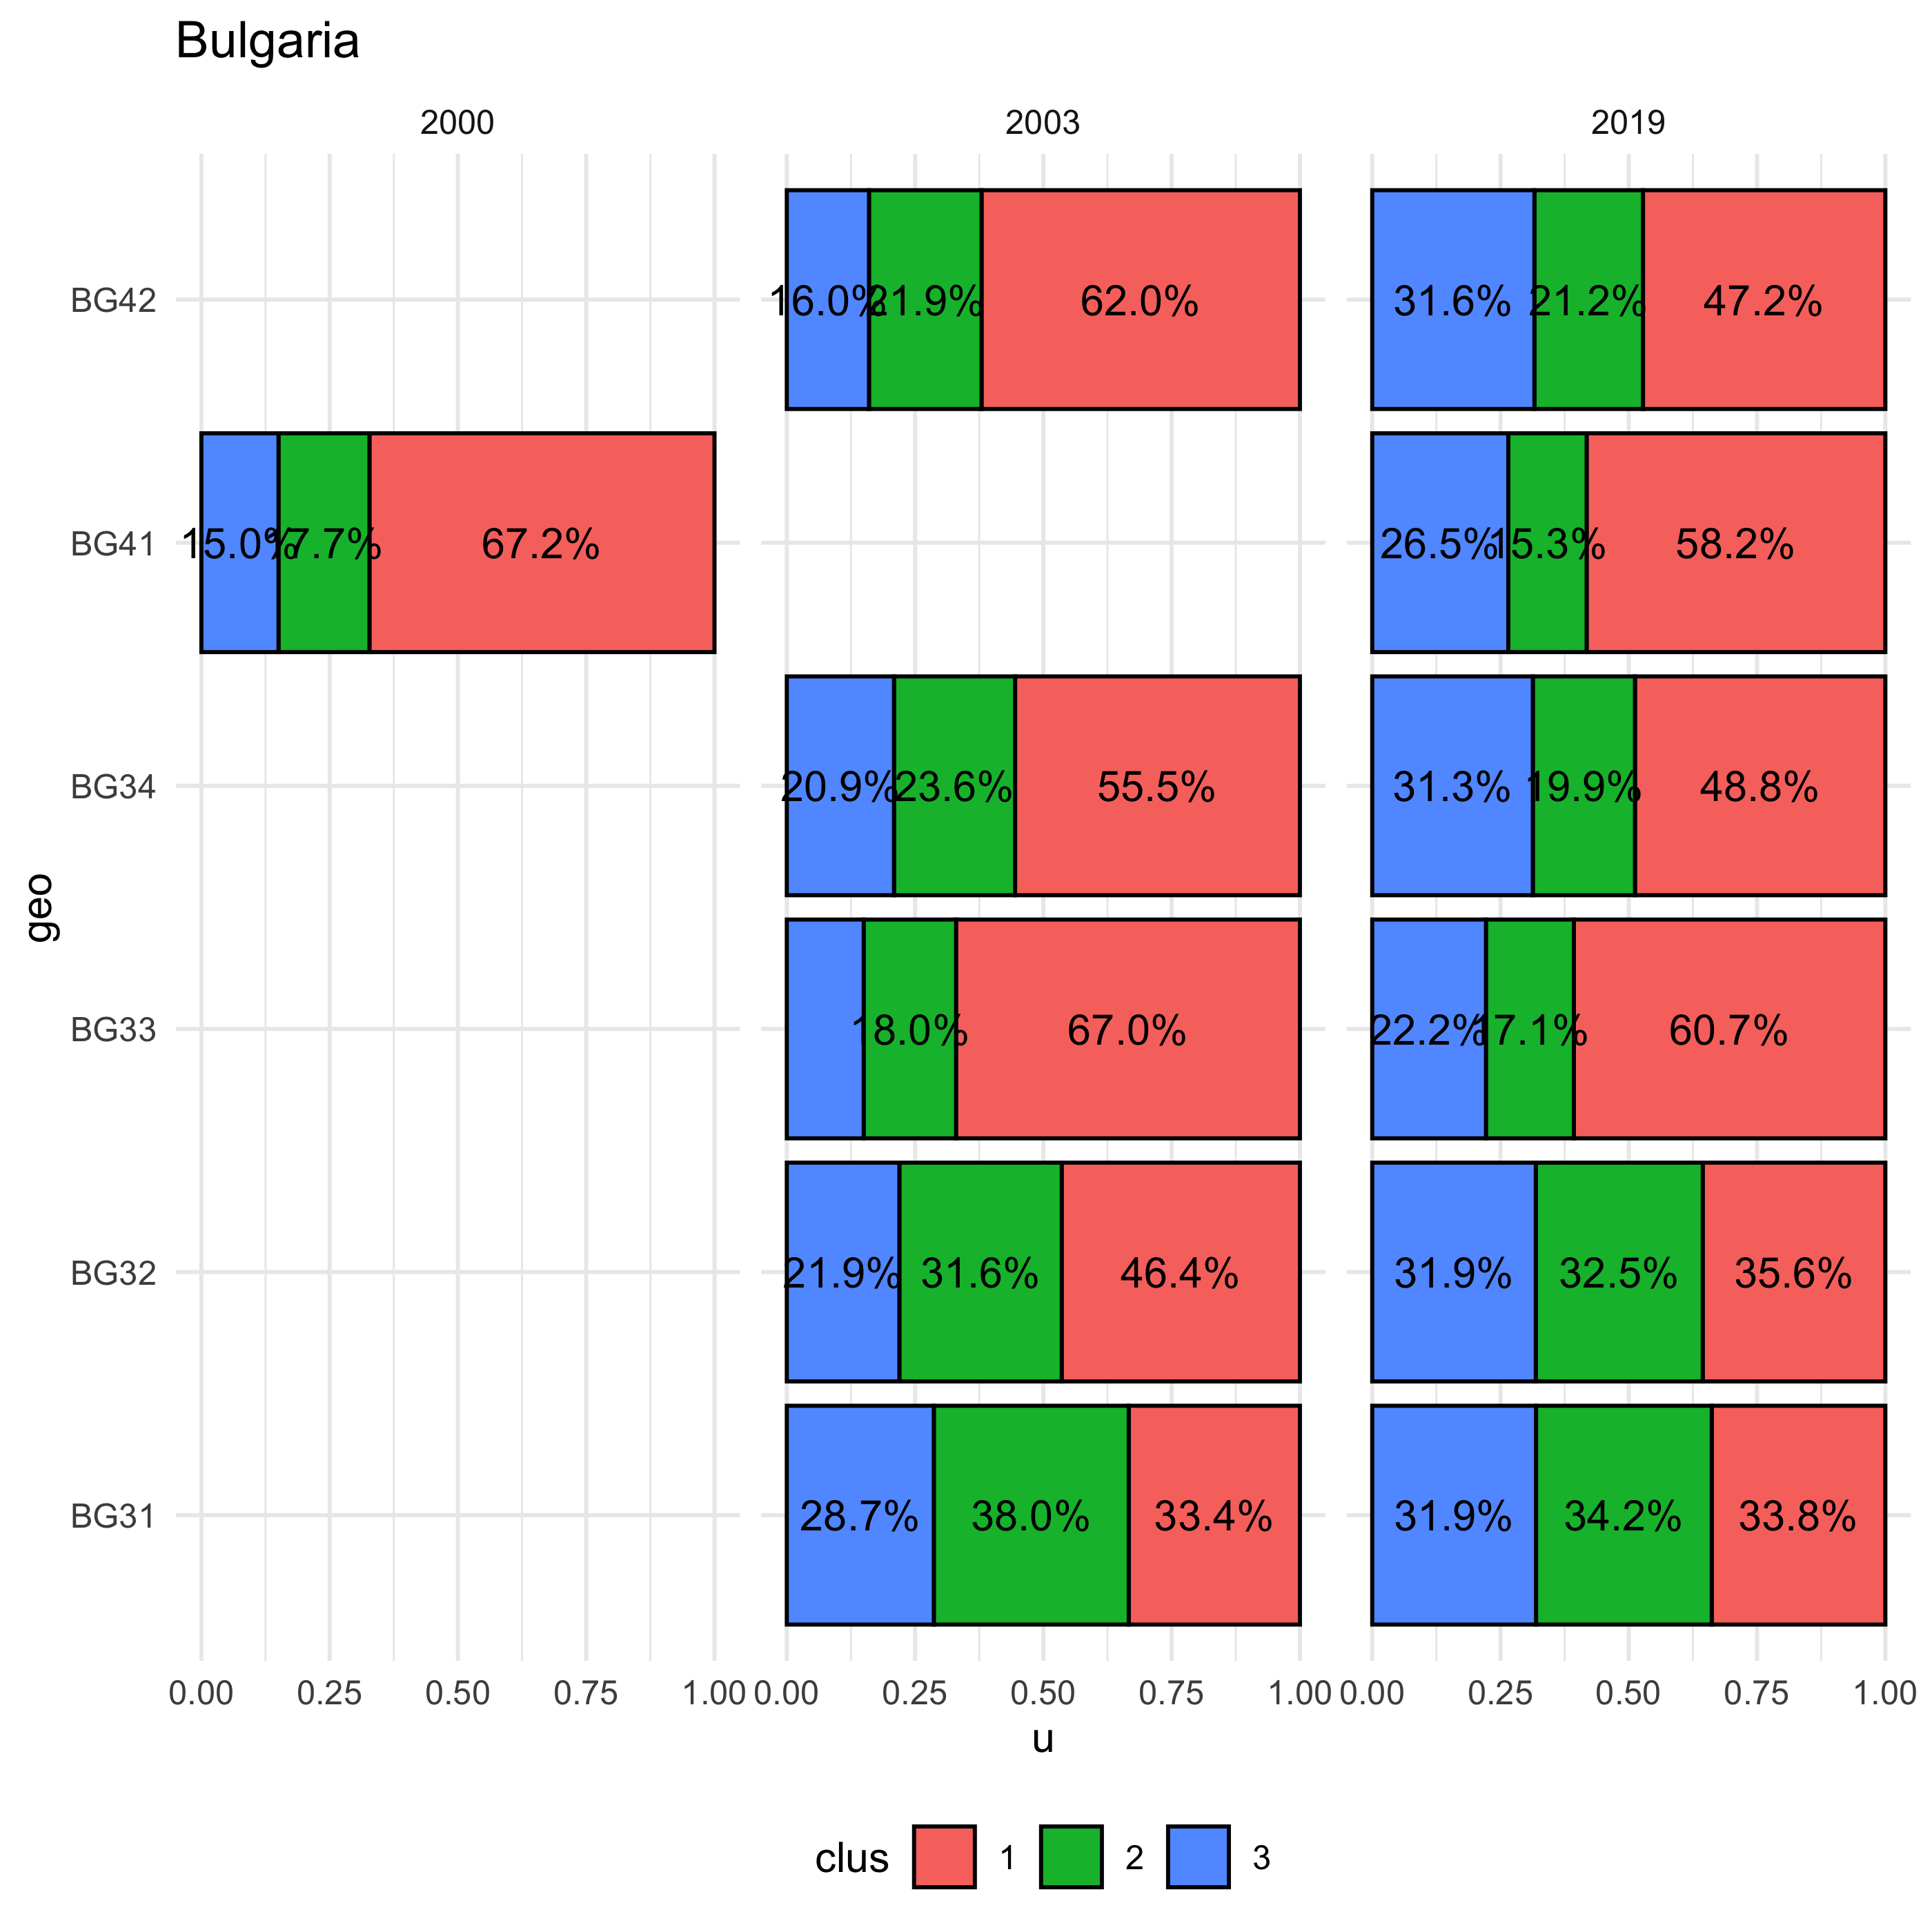 Bulgaria
2000 2003 2019
BG42 16.0% 21.9% 62.0% 31.6% 21.2% 47.2%
BG41 15.0% 17.7% 67.2% 26.5% 15.3% 58.2%
BG34 20.9% 23.6% 55.5% 31.3% 19.9% 48.8%
geo
BG33 18.0% 67.0% 22.2% 17.1% 60.7%
BG32 21.9% 31.6% 46.4% 31.9% 32.5% 35.6%
BG31 28.7% 38.0% 33.4% 31.9% 34.2% 33.8%
0.00 0.25 0.50 0.75 1.00 0.00 0.25 0.50 0.75 1.00 0.00 0.25 0.50 0.75 1.00
u
clus 1 2 3